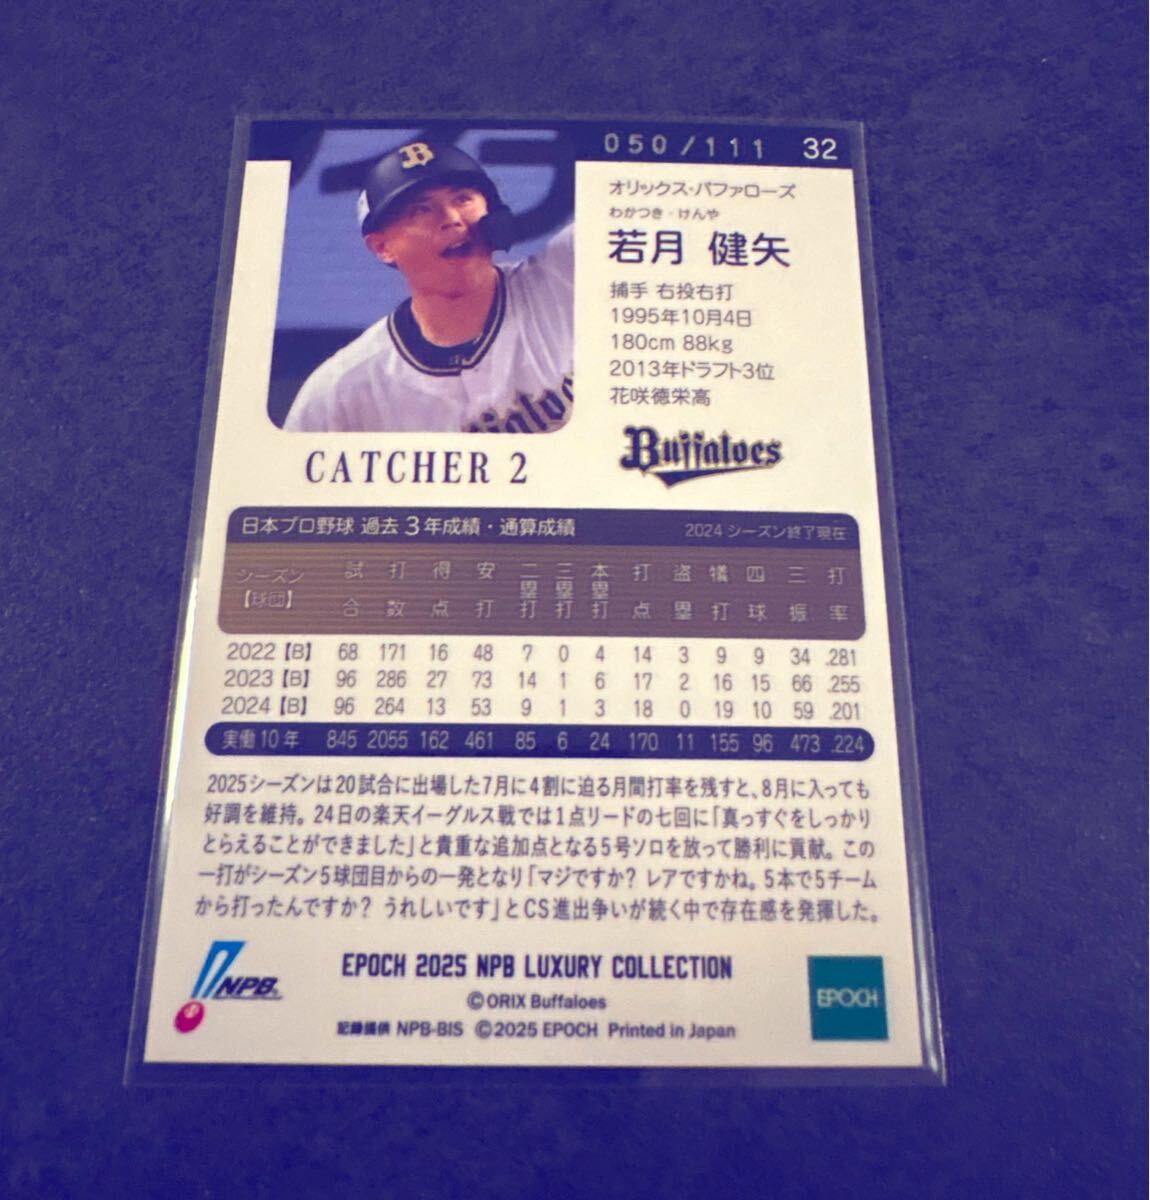 050/111 32
オリックス・バファローズ
わかつき・けんや
若月 健矢
捕手 右投右打
1995年10月4日
180cm 88kg
2013年ドラフト3位
花咲徳栄高
B
Buffaloes
CATCHER 2
Buffaloes
日本プロ野球 過去3年成績・通算成績 2024シーズン終了現在
シーズン【球団】 試合 打数 得点 安打 二塁打 三塁打 本塁打 打点 盗塁 犠打 四球 三振 打率
2022【B】 68 171 16 48 7 0 4 14 3 9 9 34 .281
2023【B】 96 286 27 73 14 1 6 17 2 16 15 66 .255
2024【B】 96 264 13 53 9 1 3 18 0 19 10 59 .201
実働10年 845 2055 162 461 85 6 24 170 11 155 96 473 .224
2025シーズンは20試合に出場した7月に4割に迫る月間打率を残すと、8月に入っても
好調を維持。24日の楽天イーグルス戦では1点リードの七回に「真っすぐをしっかり
とらえることができました」と貴重な追加点となる5号ソロを放って勝利に貢献。この
一打がシーズン5球団目からの一発となり「マジですか? レアですかね。5本で5チーム
から打ったんですか? うれしいです」とCS進出争いが続く中で存在感を発揮した。
NPB
EPOCH 2025 NPB LUXURY COLLECTION
©ORIX Buffaloes
記録提供 NPB-BIS ©2025 EPOCH Printed in Japan
EPOCH